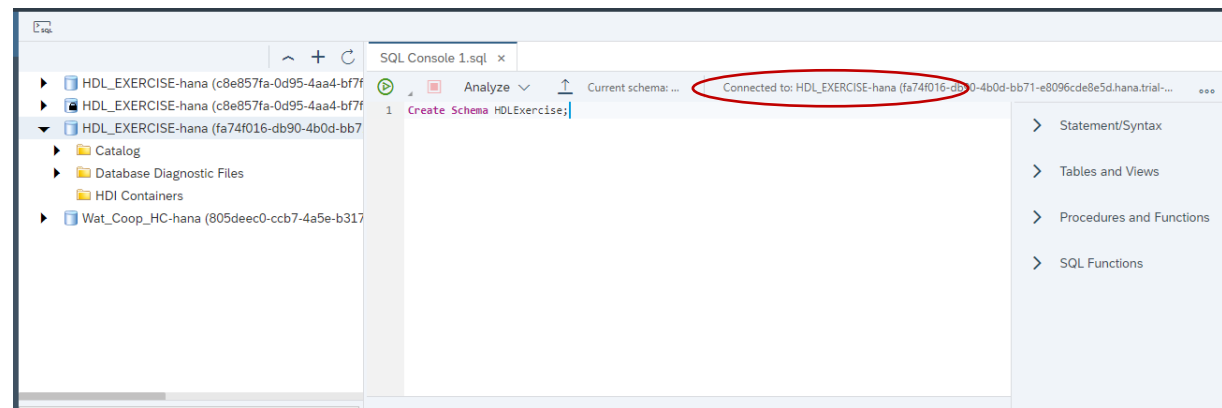 SQL
SQL Console 1.sql ×
Analyze Current schema: ... Connected to: HDL_EXERCISE-hana (fa74f016-db90-4b0d-bb71-e8096cde8e5d.hana.trial-...
HDL_EXERCISE-hana (c8e857fa-0d95-4aa4-bf7f
HDL_EXERCISE-hana (c8e857fa-0d95-4aa4-bf7f
HDL_EXERCISE-hana (fa74f016-db90-4b0d-bb7
Catalog
Database Diagnostic Files
HDI Containers
Wat_Coop_HC-hana (805deec0-ccb7-4a5e-b317
1 Create Schema HDLExercise;
Statement/Syntax
Tables and Views
Procedures and Functions
SQL Functions